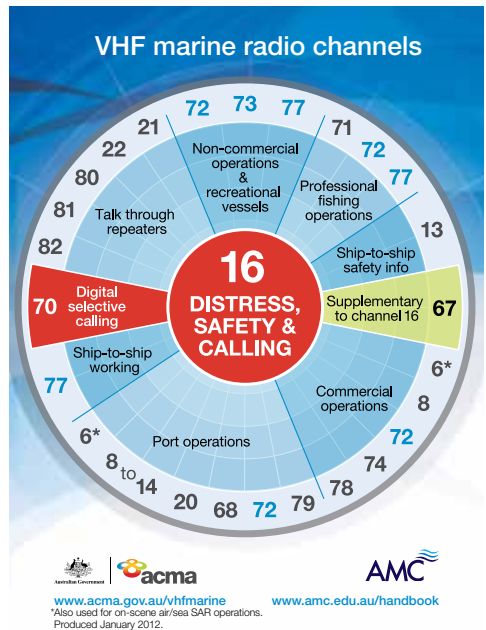 VHF marine radio channels
72 73 77
Non-commercial
operations
&
recreational
vessels
71
72
77
Professional
fishing
operations
13
Ship-to-ship
safety info
67
Supplementary
to channel 16
6*
8
72
74
78
Commercial
operations
79
72
68
20
14
to
8
6*
Port operations
77
Ship-to-ship
working
70
Digital
selective
calling
82
81
80
22
21
Talk through
repeaters
16
DISTRESS,
SAFETY &
CALLING
Australian Government
acma
AMC
www.acma.gov.au/vhfmarine
www.amc.edu.au/handbook
*Also used for on-scene air/sea SAR operations.
Produced January 2012.